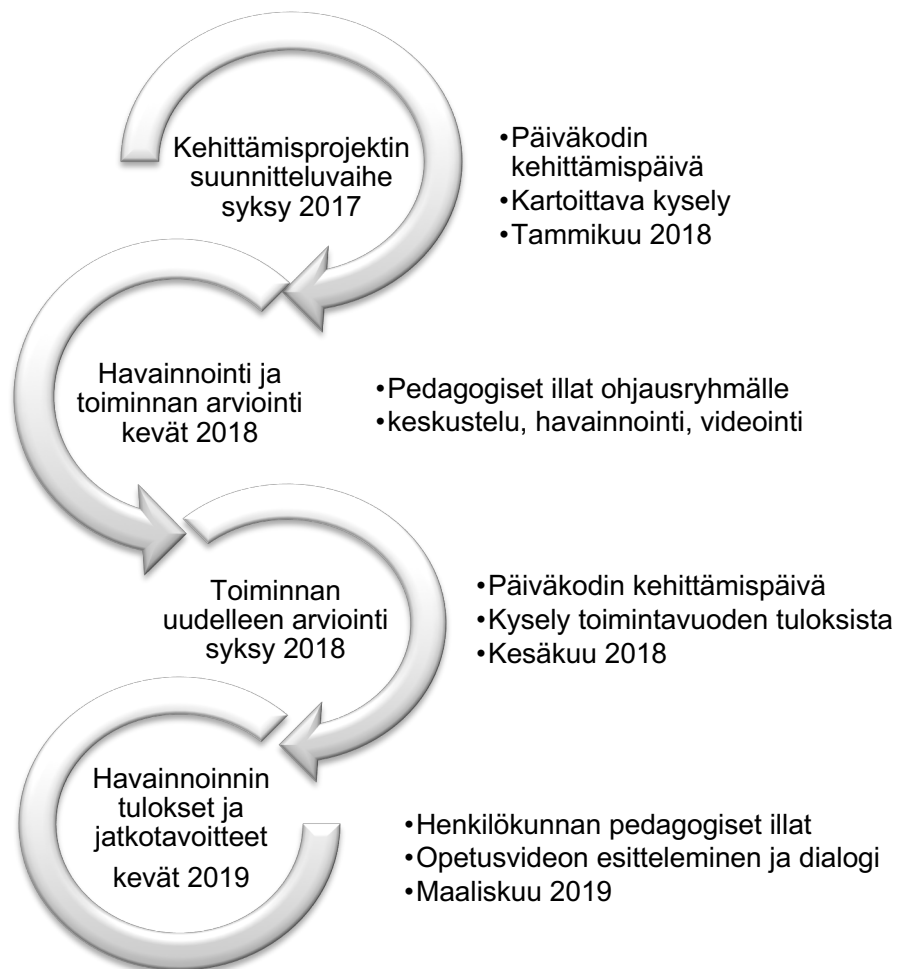 Kehittämisprojektin
suunnitteluvaihe
syksy 2017
•Päiväkodin
kehittämispäivä
•Kartoittava kysely
•Tammikuu 2018
Havainnointi ja
toiminnan arviointi
kevät 2018
•Pedagogiset illat ohjausryhmälle
•keskustelu, havainnointi, videointi
Toiminnan
uudelleen arviointi
syksy 2018
•Päiväkodin kehittämispäivä
•Kysely toimintavuoden tuloksista
•Kesäkuu 2018
Havainnoinnin
tulokset ja
jatkotavoitteet
kevät 2019
•Henkilökunnan pedagogiset illat
•Opetusvideon esitteleminen ja dialogi
•Maaliskuu 2019